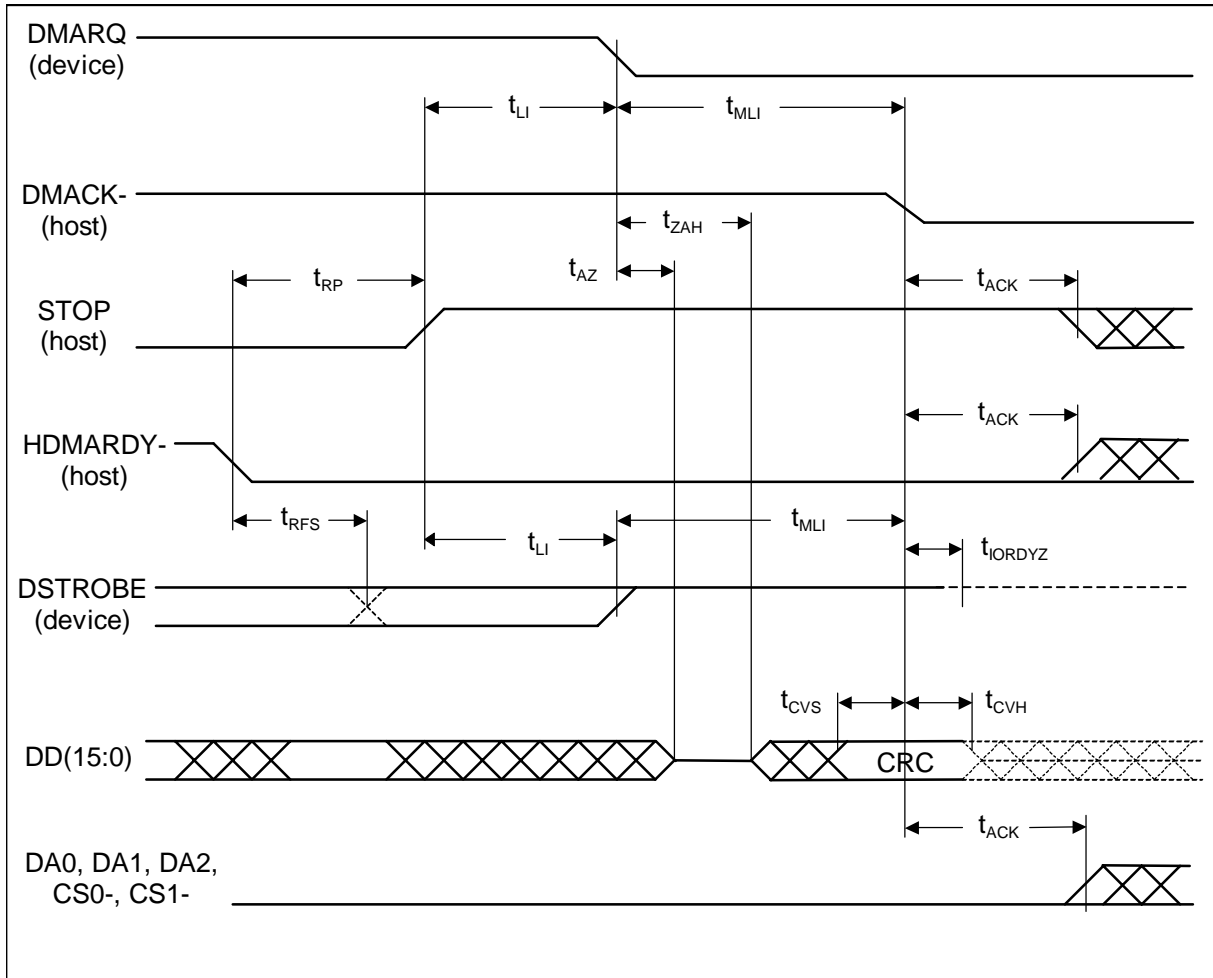 DMARQ
(device)
tLI
tMLI
DMACK-
(host)
tZAH
tAZ
tRP
tACK
STOP
(host)
tACK
HDMARDY-
(host)
tRFS
tLI
tMLI
tIORDYZ
DSTROBE
(device)
tCVS
tCVH
DD(15:0)
CRC
tACK
DA0, DA1, DA2,
CS0-, CS1-